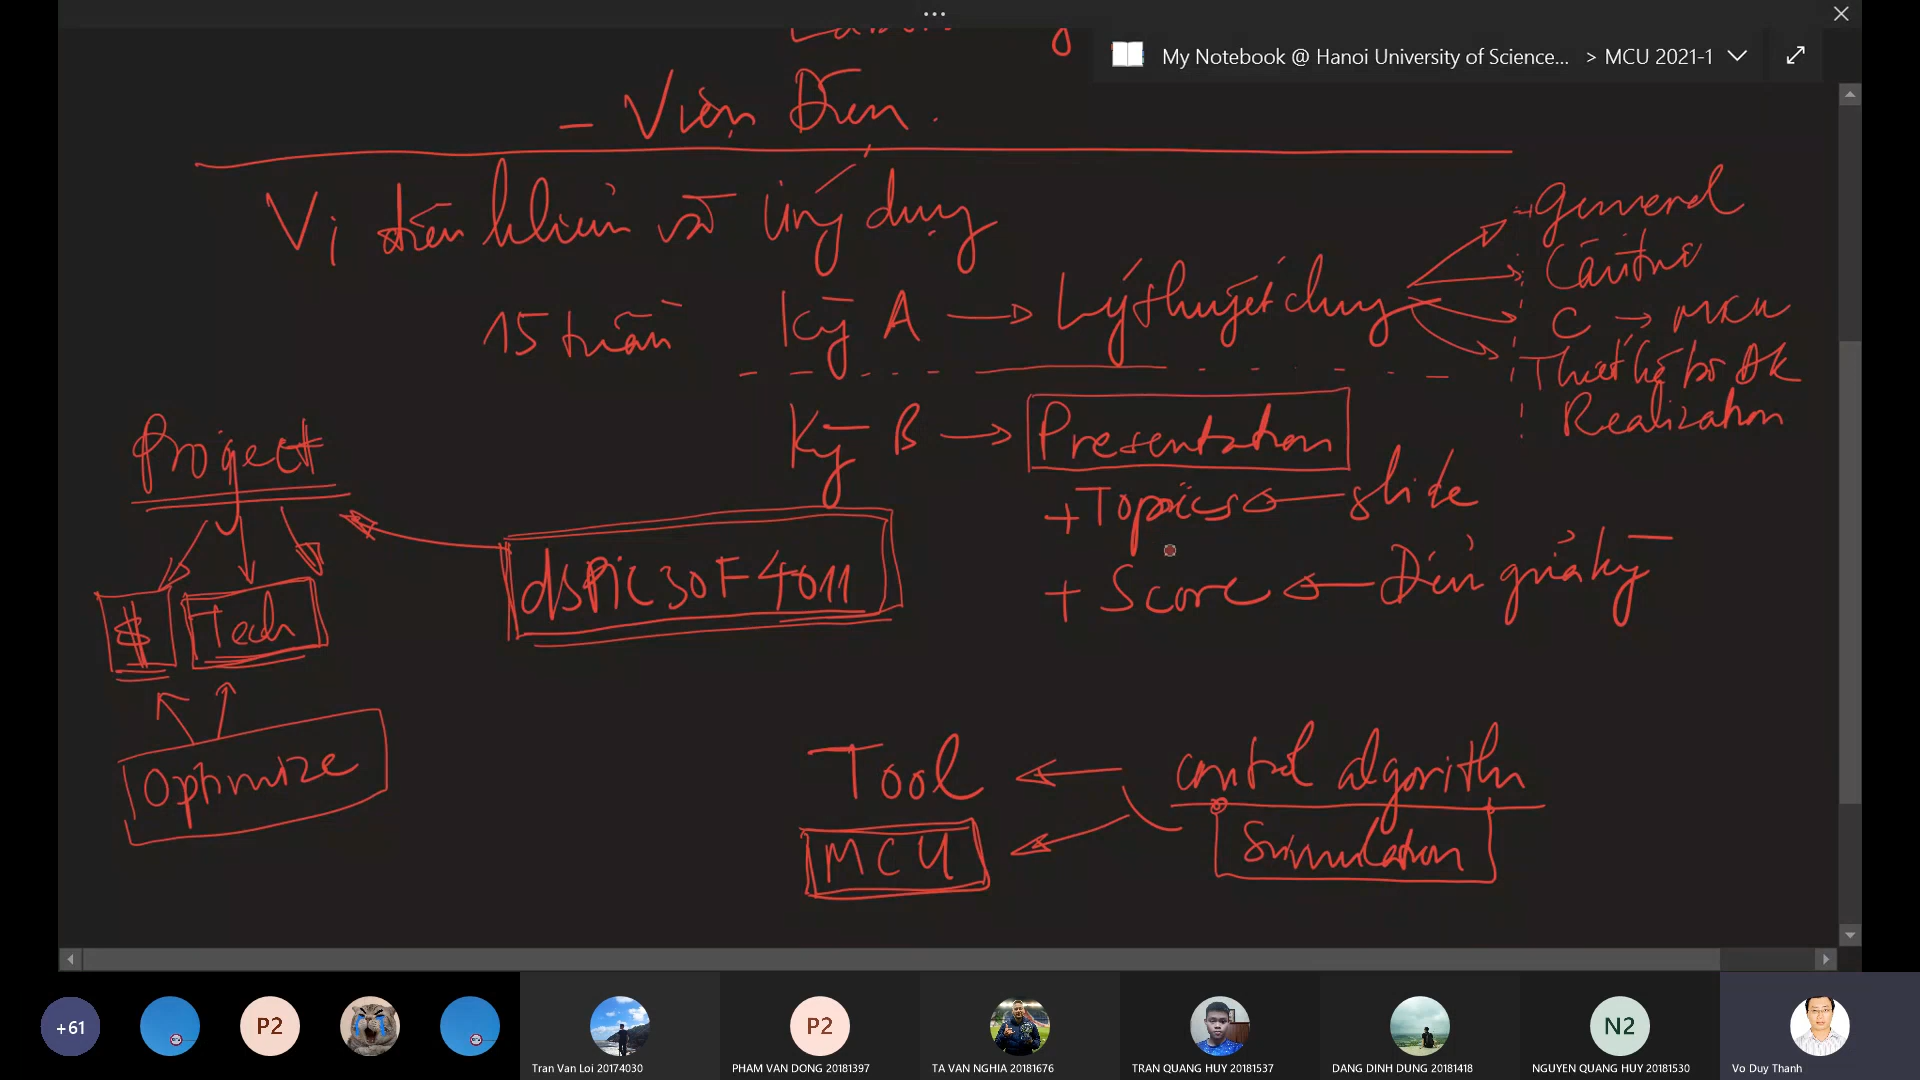 ...
My Notebook @ Hanoi University of Science... > MCU 2021-1
- Viện Điện.
Vi điều khiển và ứng dụng
General
Cấu trúc
15 tuần Kỳ A → Lý thuyết chung
C → MCU
Thiết kế bộ ĐK
Realization
Kỳ B → Presentation
Project
+ Topics ← slide
dsPIC30F4011
+ Score ← Điểm quá kỳ
$ Tech
Optimize
Tool ← control algorithm
MCU
Simulation
+61
P2
P2
N2
Tran Van Loi 20174030
PHAM VAN DONG 20181397
TA VAN NGHIA 20181676
TRAN QUANG HUY 20181537
DANG DINH DUNG 20181418
NGUYEN QUANG HUY 20181530
Vo Duy Thanh